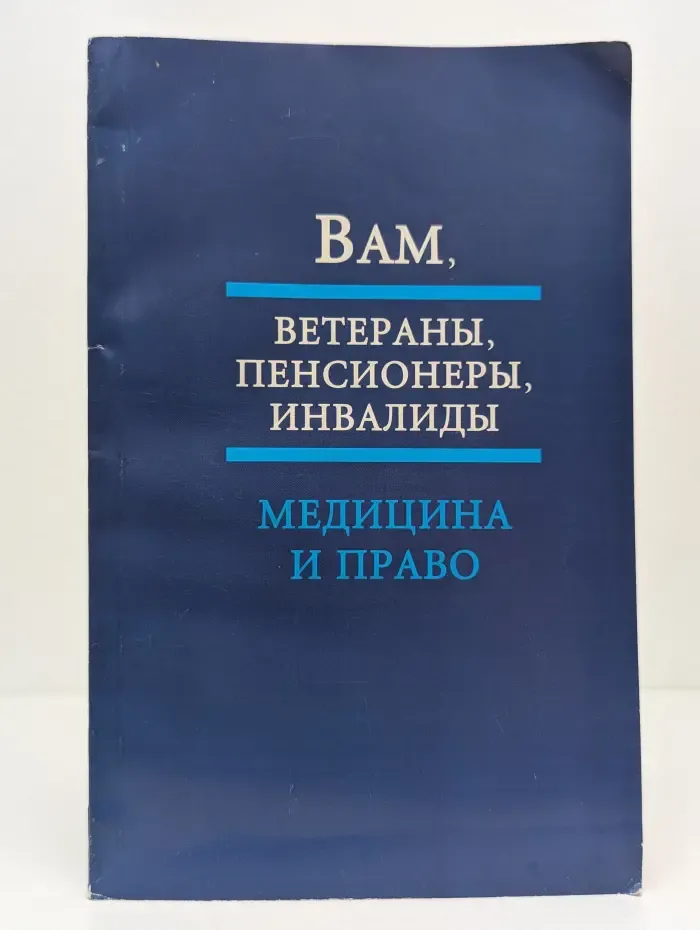 Вам,
ВЕТЕРАНЫ,
ПЕНСИОНЕРЫ,
ИНВАЛИДЫ
МЕДИЦИНА
И ПРАВО